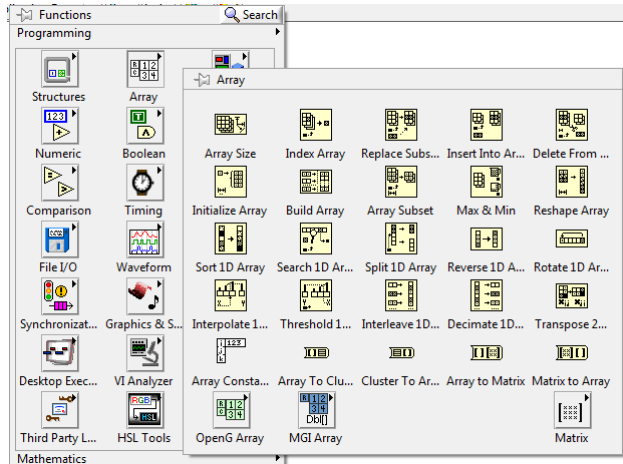 Functions Search
Programming
Array
Structures Array
Numeric Boolean Array Size Index Array Replace Subs... Insert Into Ar... Delete From ...
Comparison Timing Initialize Array Build Array Array Subset Max & Min Reshape Array
File I/O Waveform Sort 1D Array Search 1D Ar... Split 1D Array Reverse 1D A... Rotate 1D Ar...
Synchronizat... Graphics & S... Interpolate 1... Threshold 1... Interleave 1D... Decimate 1D... Transpose 2...
Desktop Exec... VI Analyzer Array Consta... Array To Clu... Cluster To Ar... Array to Matrix Matrix to Array
Third Party L... HSL Tools OpenG Array MGI Array Matrix
Mathematics